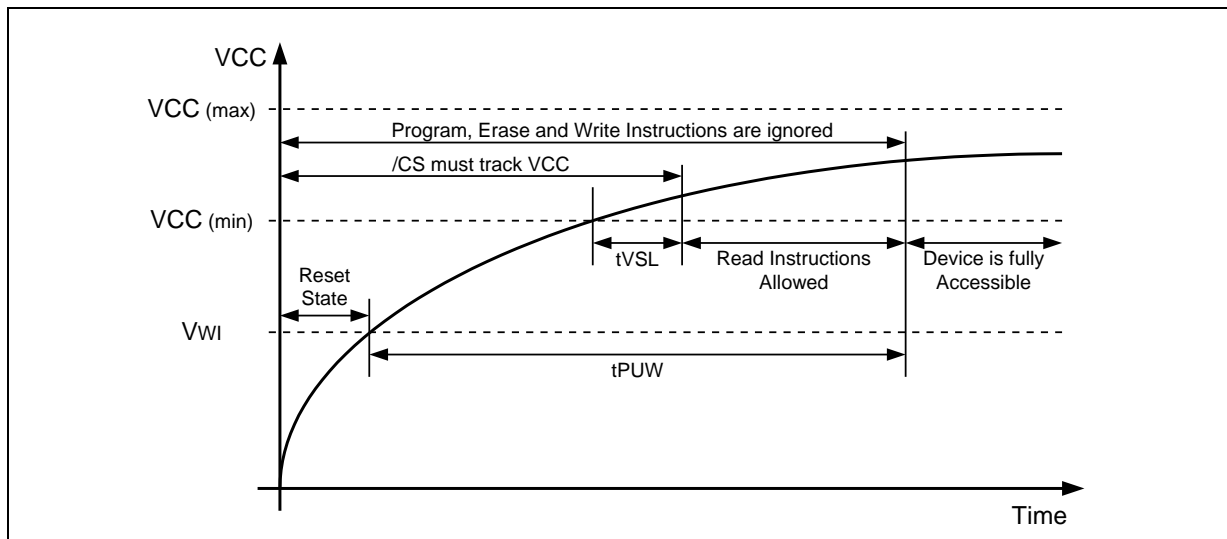 VCC
VCC (max)
Program, Erase and Write Instructions are ignored
/CS must track VCC
VCC (min)
tVSL
Read Instructions
Allowed
Device is fully
Accessible
Reset
State
VWI
tPUW
Time